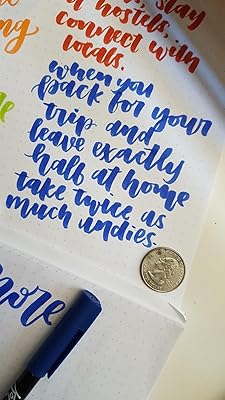 stay
hostels,
connect with
locals.
when you
pack for your
trip and
leave exactly
half at home
take twice as
much undies.
more